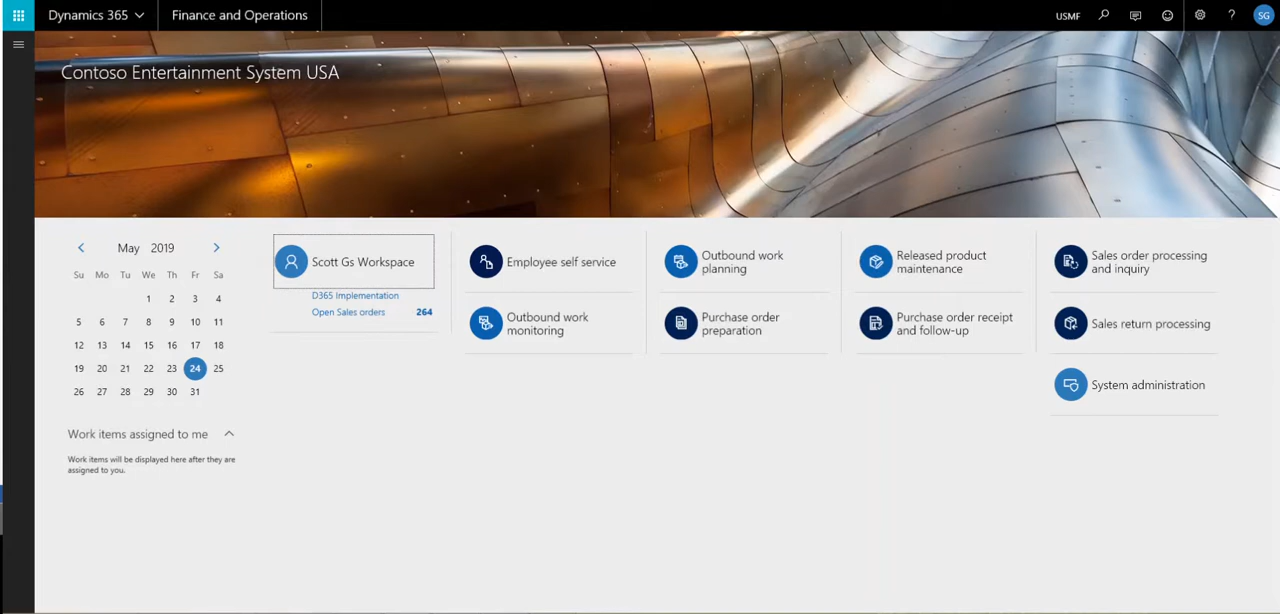 Dynamics 365
Finance and Operations
USMF
?
SG
Contoso Entertainment System USA
May 2019
Su Mo Tu We Th Fr Sa
1 2 3 4
5 6 7 8 9 10 11
12 13 14 15 16 17 18
19 20 21 22 23 24 25
26 27 28 29 30 31
Work items assigned to me
Work items will be displayed here after they are
assigned to you.
Scott Gs Workspace
D365 Implementation
Open Sales orders 264
Employee self service
Outbound work
monitoring
Outbound work
planning
Purchase order
preparation
Released product
maintenance
Purchase order receipt
and follow-up
Sales order processing
and inquiry
Sales return processing
System administration